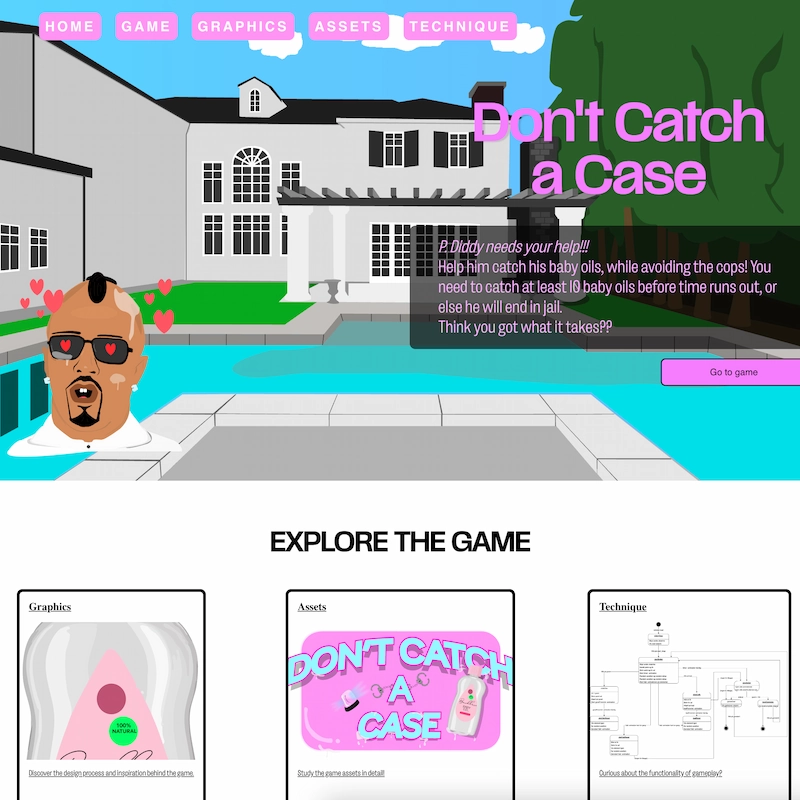 HOME GAME GRAPHICS ASSETS TECHNIQUE
Don't Catch
a Case
P. Diddy needs your help!!!
Help him catch his baby oils, while avoiding the cops! You
need to catch at least 10 baby oils before time runs out, or
else he will end in jail.
Think you got what it takes??
Go to game
EXPLORE THE GAME
Graphics
100%
NATURAL
Discover the design process and inspiration behind the game.
Assets
DON'T CATCH
A
CASE
Study the game assets in detail!
Technique
Curious about the functionality of gameplay?